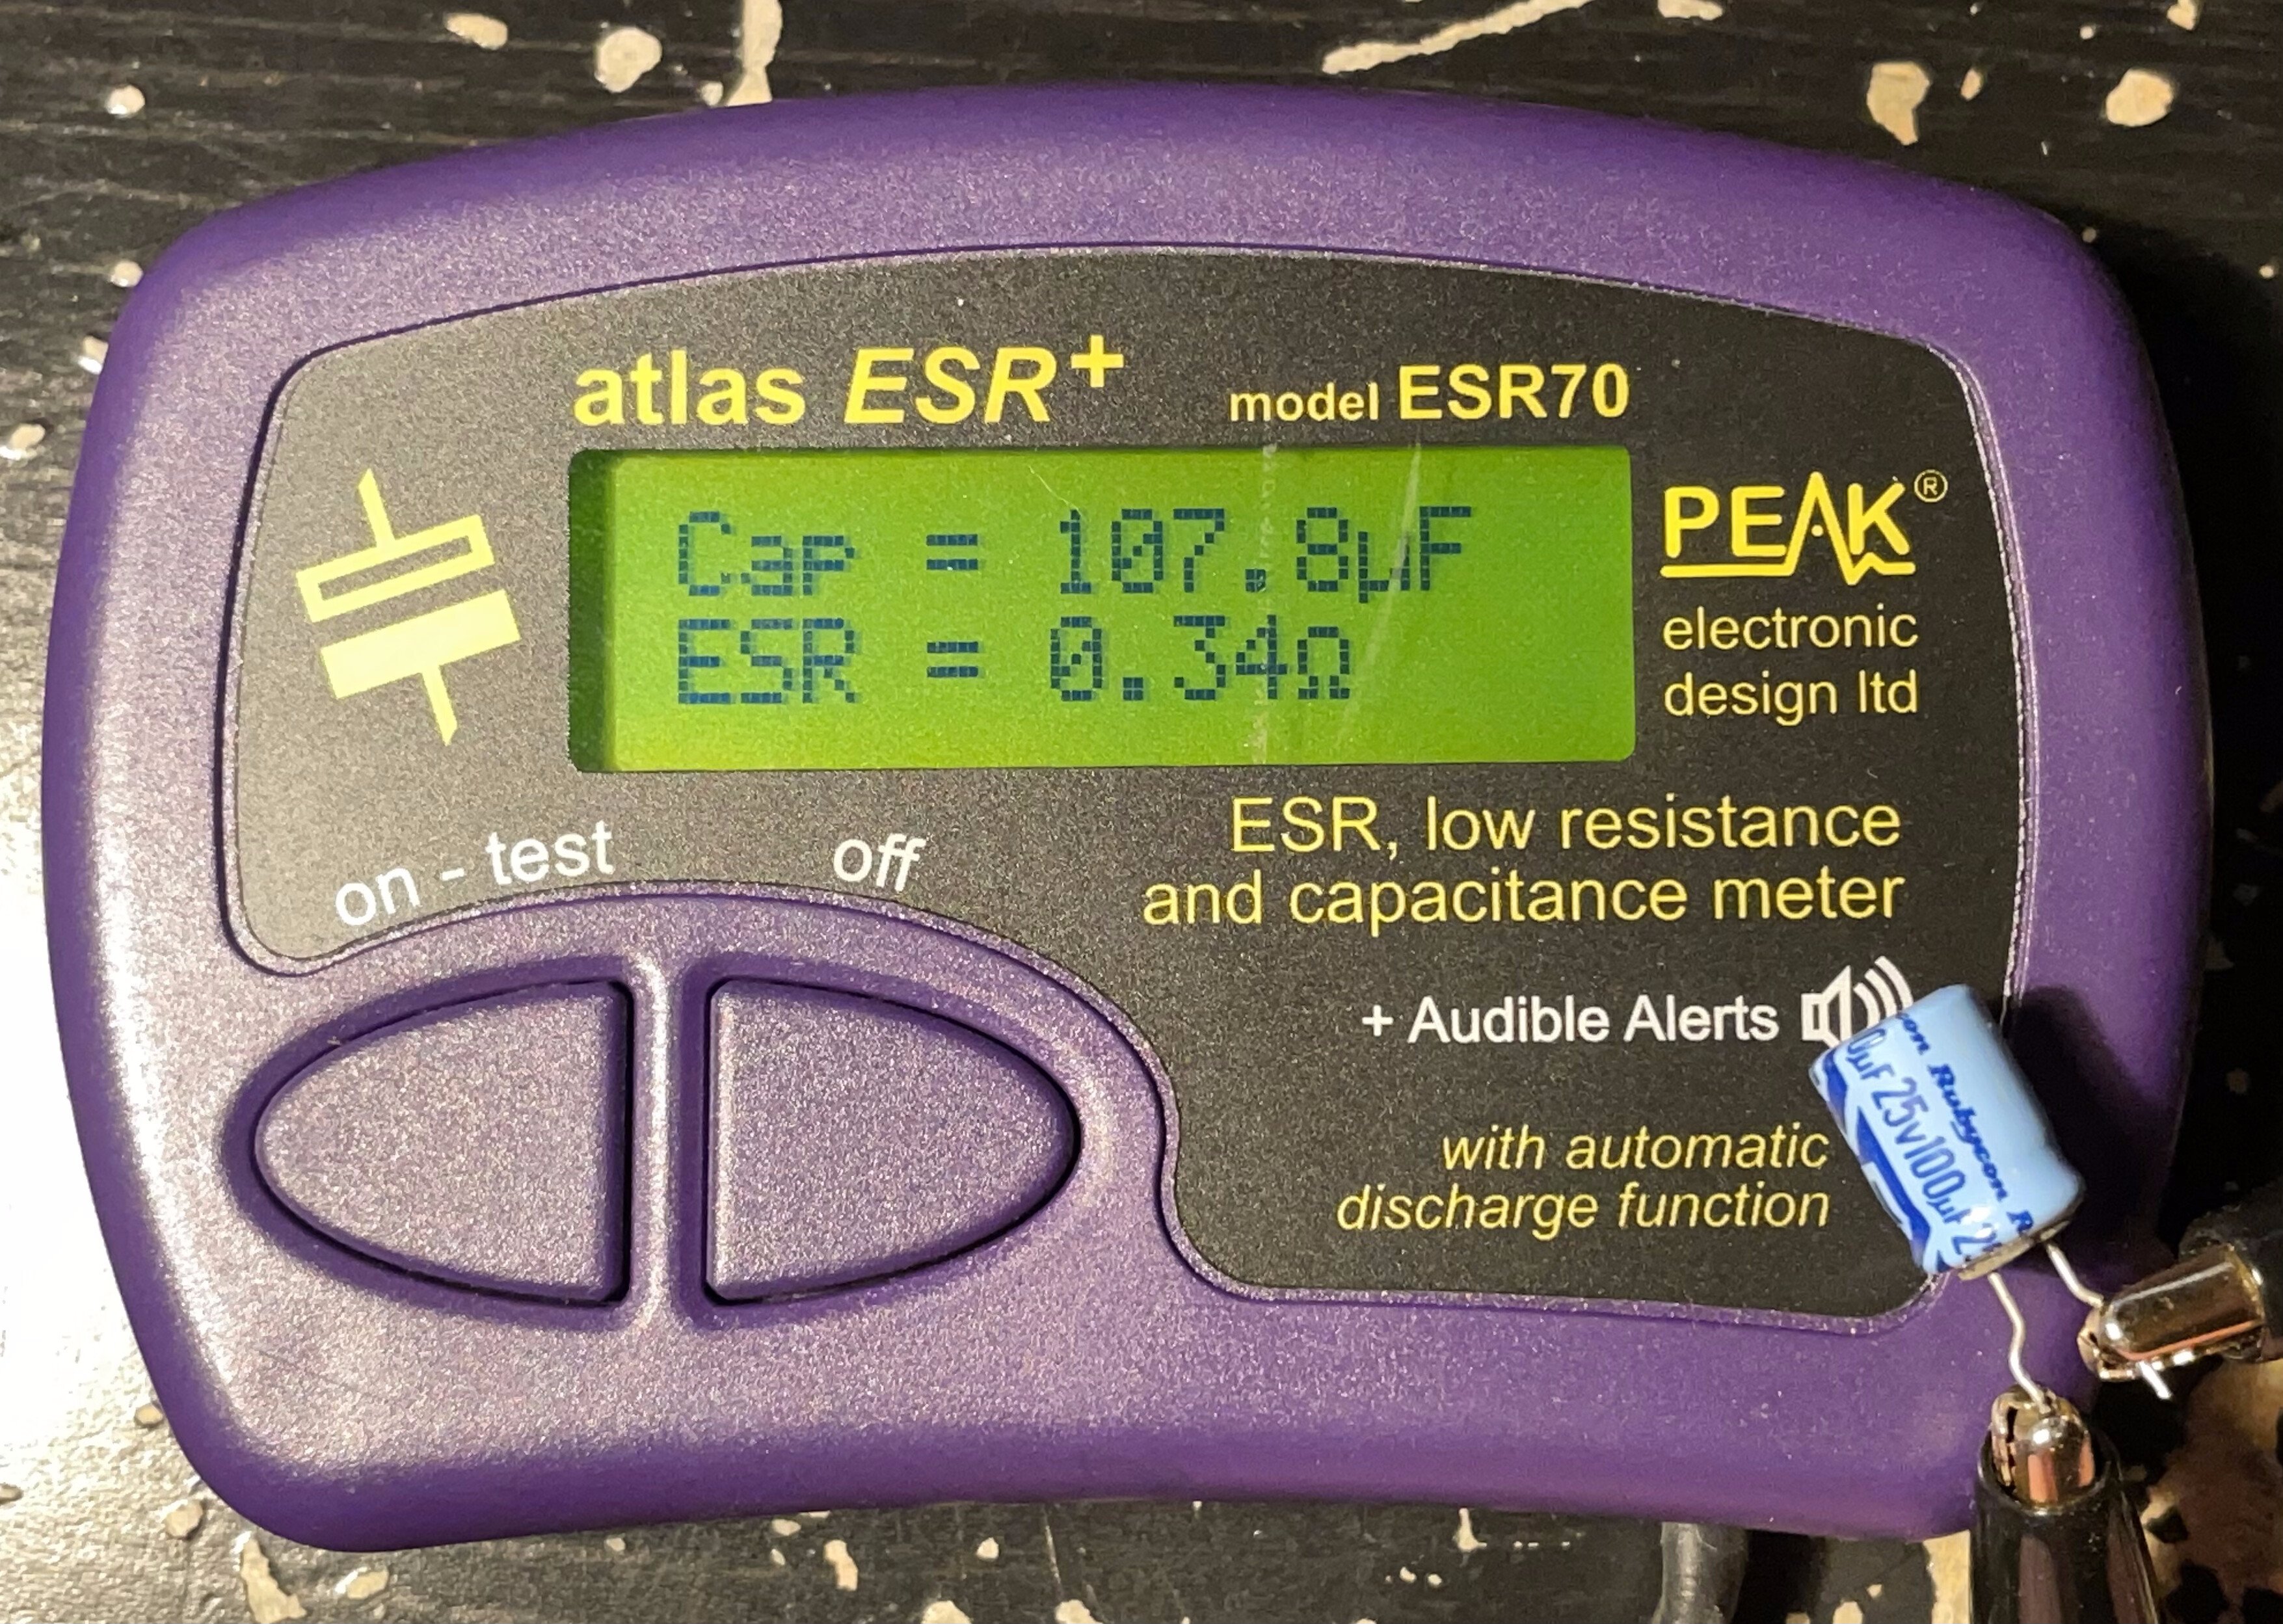 atlas ESR+ model ESR70
Cap = 107.8µF
ESR = 0.34Ω
PEAK®
electronic
design ltd
on - test off
ESR, low resistance
and capacitance meter
+ Audible Alerts
with automatic
discharge function
Rubycon
25v100µF